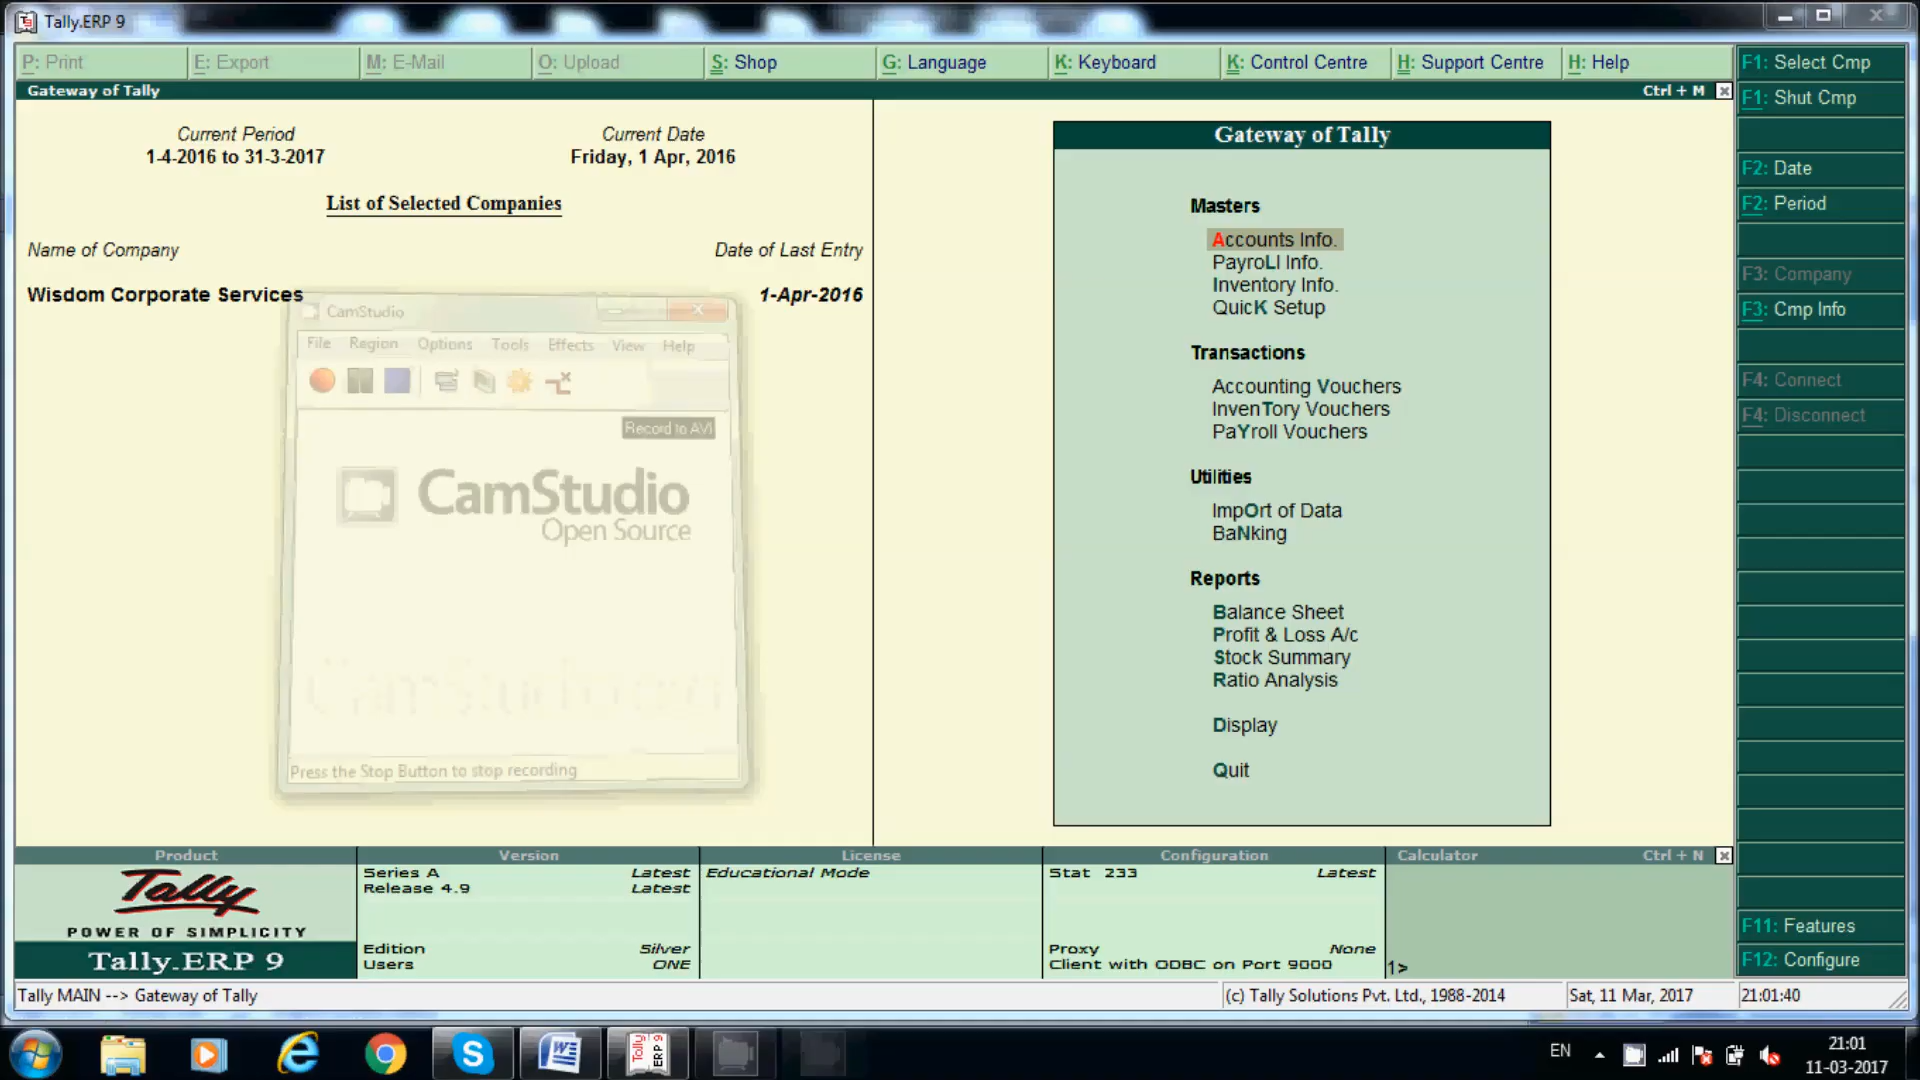 Tally.ERP 9
P: Print
E: Export
M: E-Mail
O: Upload
S: Shop
G: Language
K: Keyboard
K: Control Centre
H: Support Centre
H: Help
Gateway of Tally
Ctrl + M
Current Period
1-4-2016 to 31-3-2017
Current Date
Friday, 1 Apr, 2016
List of Selected Companies
Name of Company
Date of Last Entry
Wisdom Corporate Services
1-Apr-2016
CamStudio
File Region Options Tools Effects View Help
Record to AVI
CamStudio
Open Source
Press the Stop Button to stop recording
Gateway of Tally
Masters
Accounts Info.
PayroLl Info.
Inventory Info.
QuicK Setup
Transactions
Accounting Vouchers
InvenTory Vouchers
PaYroll Vouchers
Utilities
ImpOrt of Data
BaNking
Reports
Balance Sheet
Profit & Loss A/c
Stock Summary
Ratio Analysis
Display
Quit
F1: Select Cmp
F1: Shut Cmp
F2: Date
F2: Period
F3: Company
F3: Cmp Info
F4: Connect
F4: Disconnect
F11: Features
F12: Configure
Product
Tally
POWER OF SIMPLICITY
Tally.ERP 9
Version
Series A Latest
Release 4.9 Latest
Edition Silver
Users ONE
License
Educational Mode
Configuration
Stat 233 Latest
Proxy None
Client with ODBC on Port 9000
Calculator
Ctrl + N
1>
Tally MAIN --> Gateway of Tally
(c) Tally Solutions Pvt. Ltd., 1988-2014
Sat, 11 Mar, 2017
21:01:40
Tally
ERP 9
EN
21:01
11-03-2017